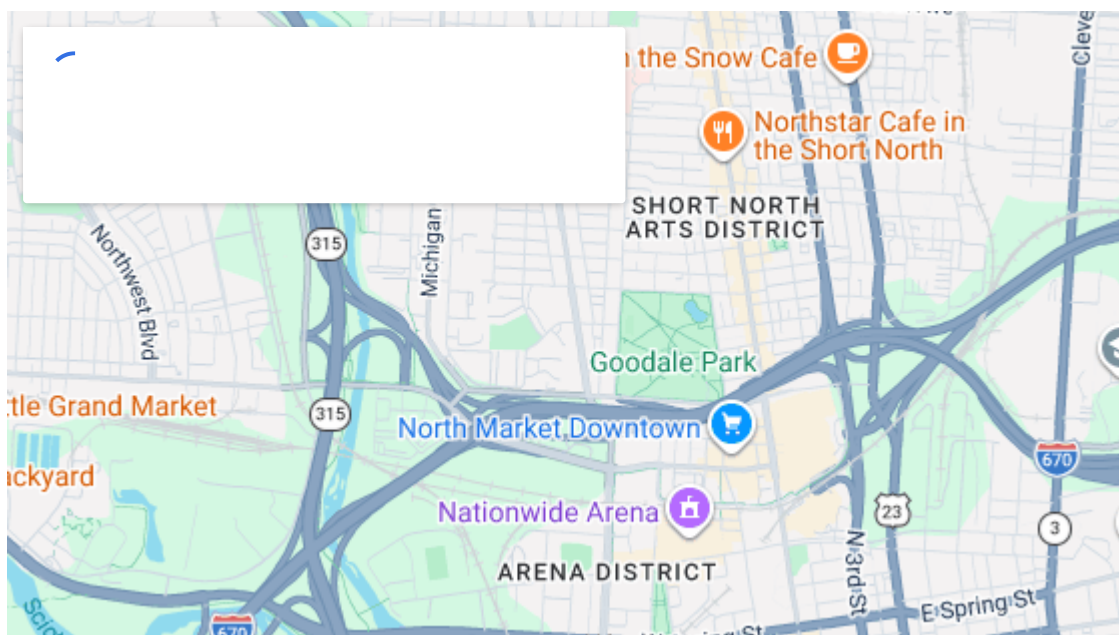 the Snow Cafe
Cleve
Northstar Cafe in
the Short North
SHORT NORTH
ARTS DISTRICT
315
Michigan
Northwest Blvd
Goodale Park
ttle Grand Market
315
North Market Downtown
670
ackyard
Nationwide Arena
23
3
N 3rd St
ARENA DISTRICT
E Spring St
Scio
670